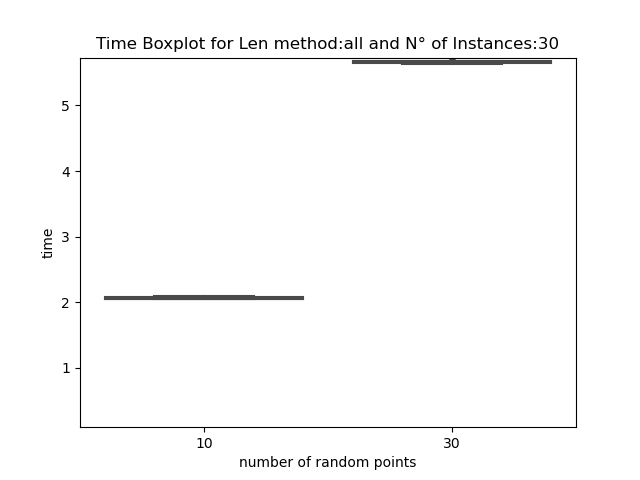 Time Boxplot for Len method:all and N° of Instances:30
5
4
3
2
1
time
10 30
number of random points